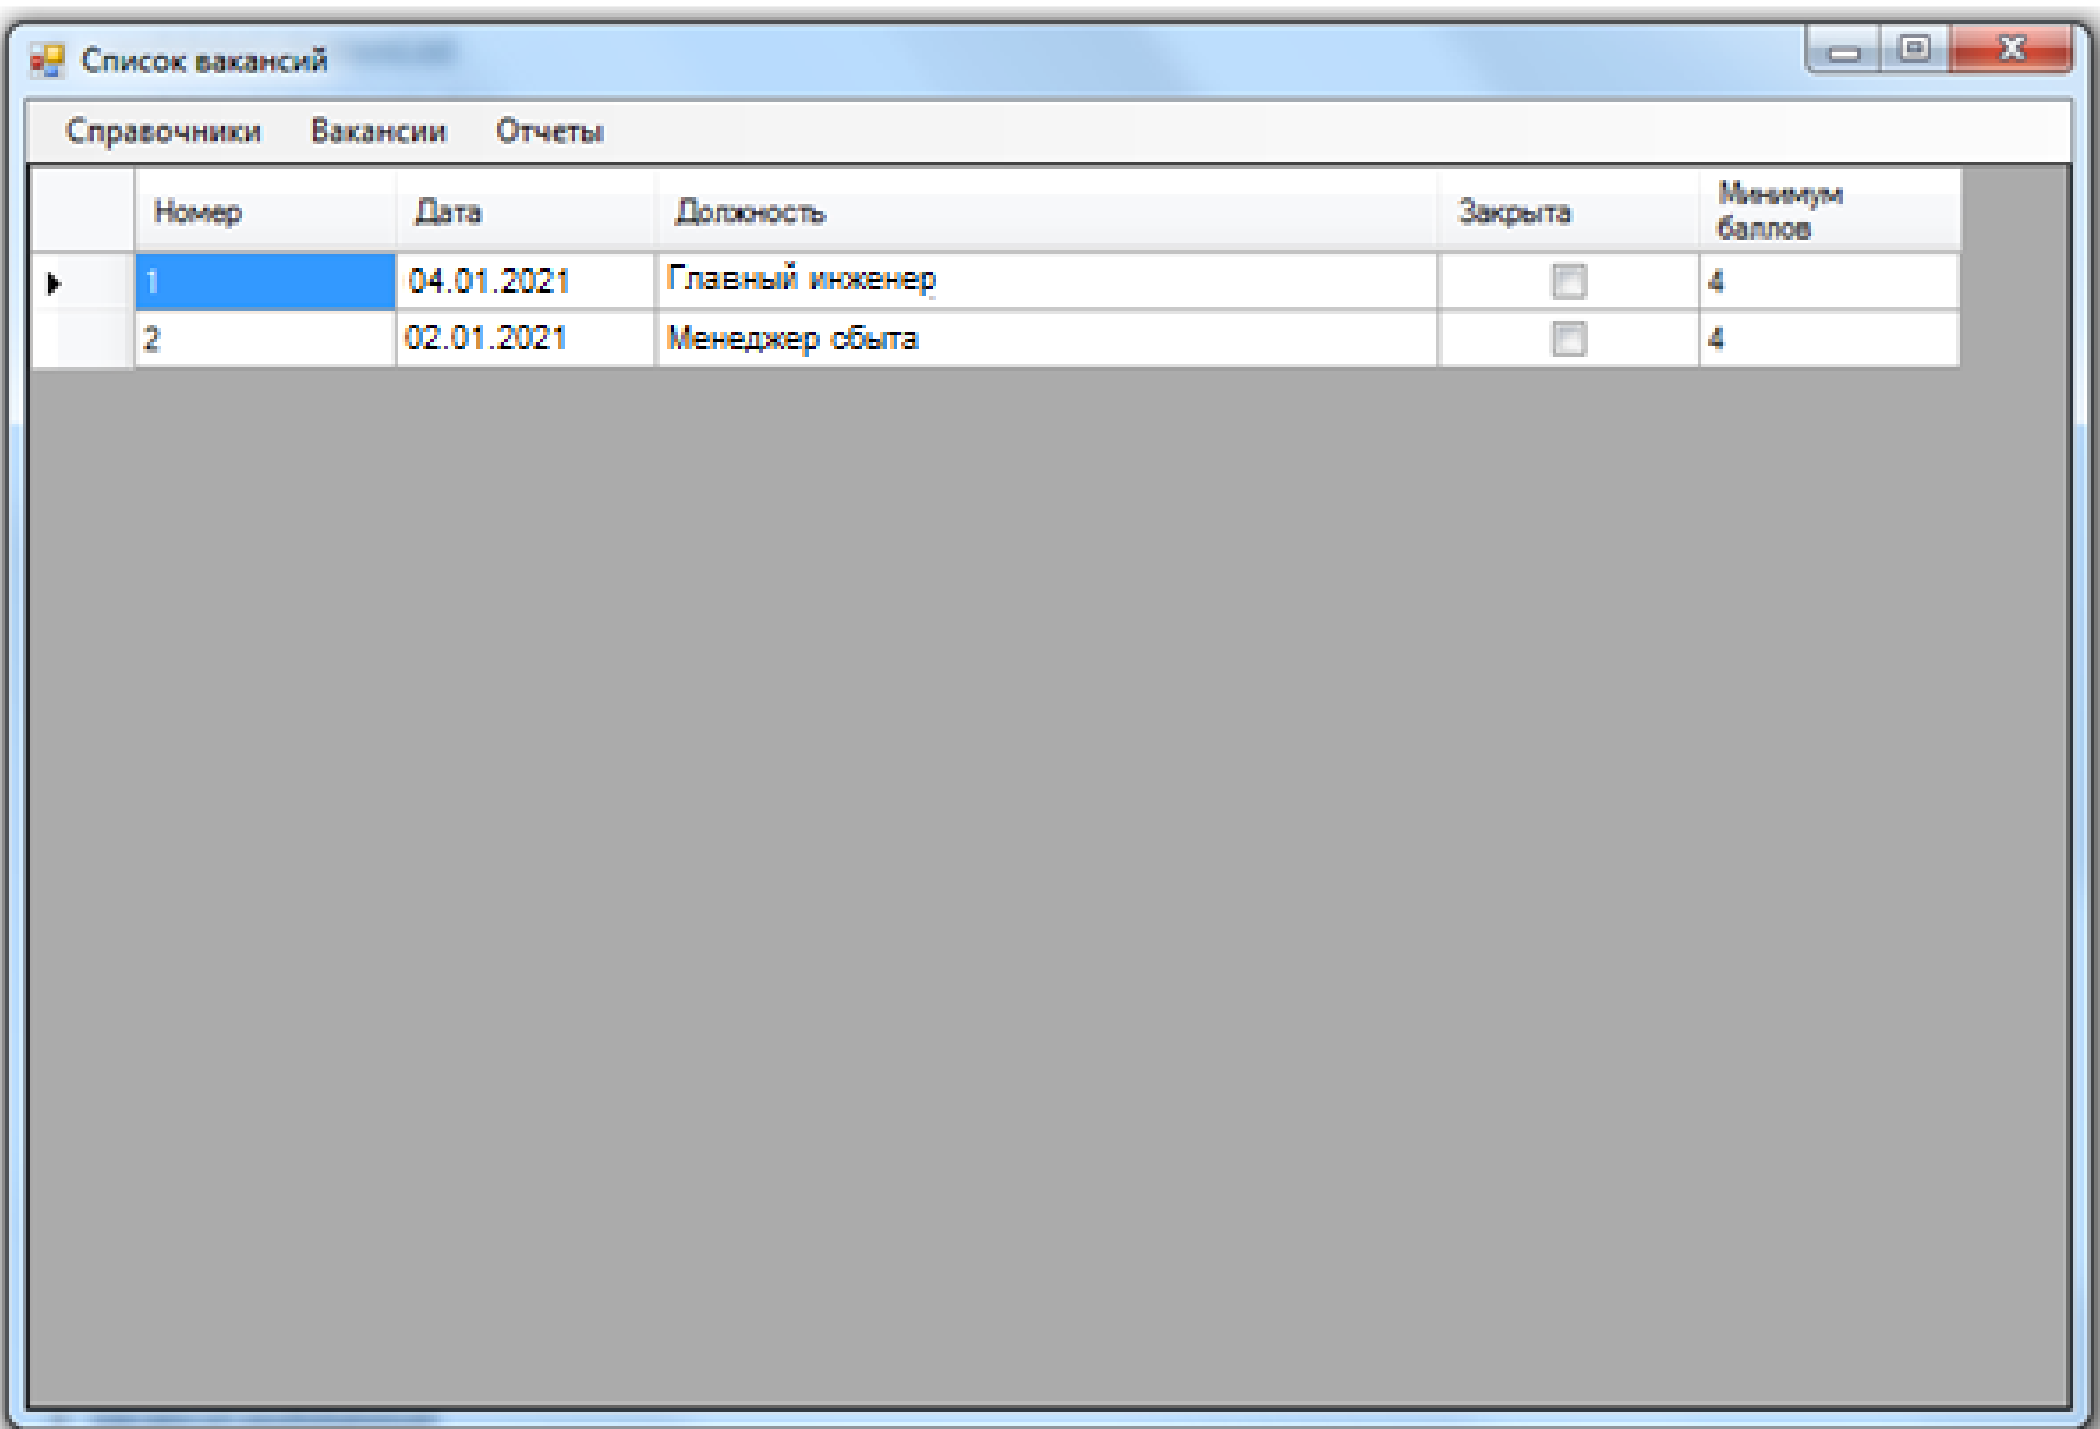 Список вакансий
Справочники Вакансии Отчеты
Номер Дата Должность Закрыта Минимум баллов
1 04.01.2021 Главный инженер 4
2 02.01.2021 Менеджер сбыта 4